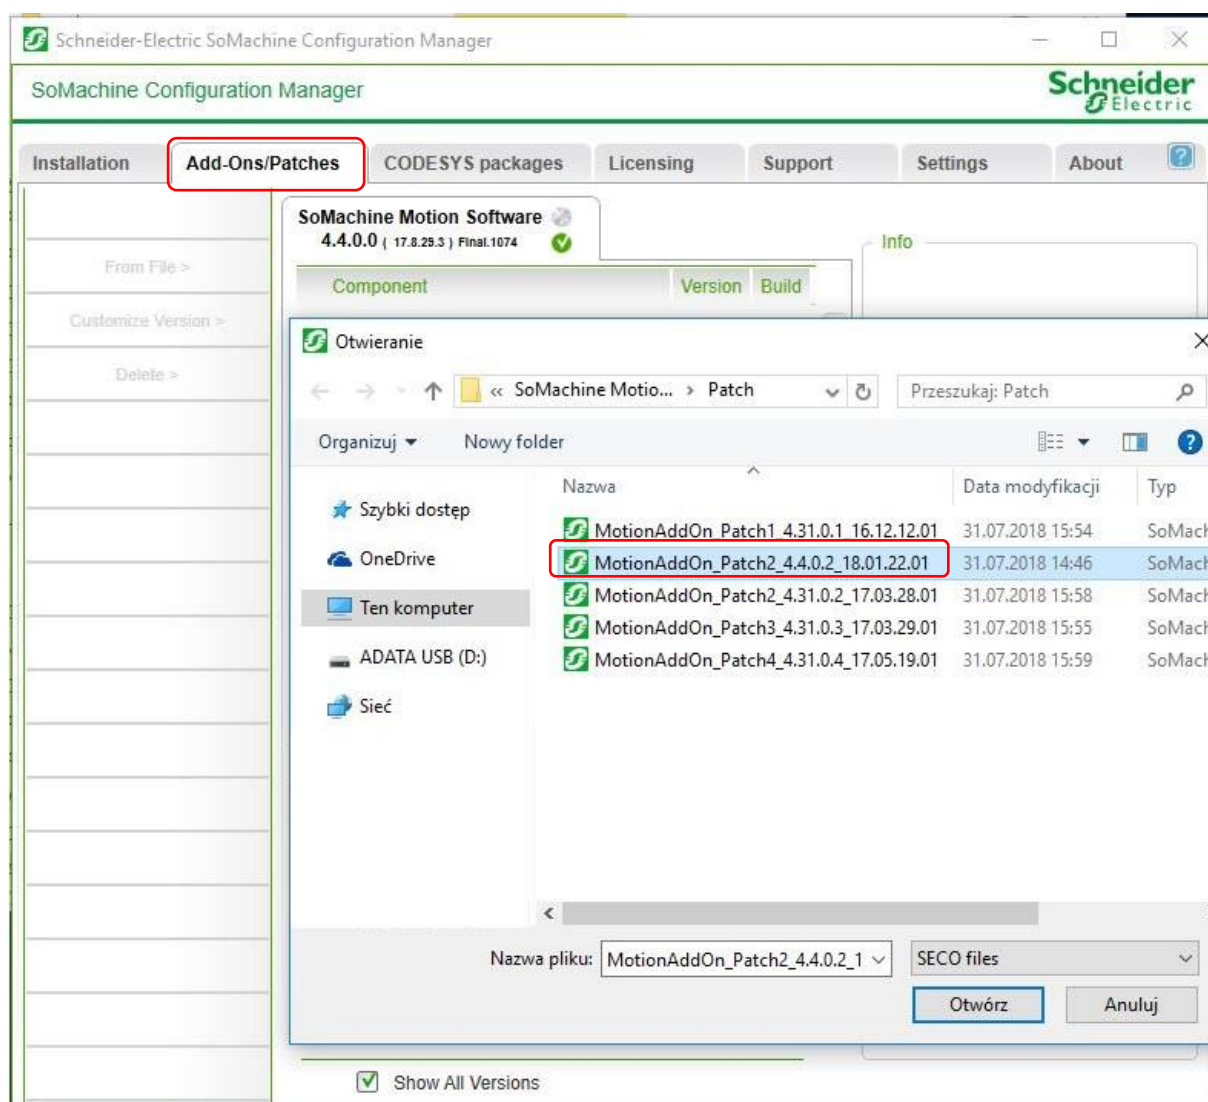 Schneider-Electric SoMachine Configuration Manager
SoMachine Configuration Manager
Schneider Electric
Installation Add-Ons/Patches CODESYS packages Licensing Support Settings About
SoMachine Motion Software
4.4.0.0 ( 17.8.29.3 ) Final.1074
Info
From File >
Component Version Build
Customize Version >
Otwieranie
Delete >
« SoMachine Motio... › Patch Przeszukaj: Patch
Organizuj Nowy folder
Nazwa Data modyfikacji Typ
Szybki dostęp
OneDrive
Ten komputer
ADATA USB (D:)
Sieć
MotionAddOn_Patch1_4.31.0.1_16.12.12.01 31.07.2018 15:54 SoMach
MotionAddOn_Patch2_4.4.0.2_18.01.22.01 31.07.2018 14:46 SoMach
MotionAddOn_Patch2_4.31.0.2_17.03.28.01 31.07.2018 15:58 SoMach
MotionAddOn_Patch3_4.31.0.3_17.03.29.01 31.07.2018 15:55 SoMach
MotionAddOn_Patch4_4.31.0.4_17.05.19.01 31.07.2018 15:59 SoMach
Nazwa pliku: MotionAddOn_Patch2_4.4.0.2_1 SECO files
Otwórz Anuluj
Show All Versions